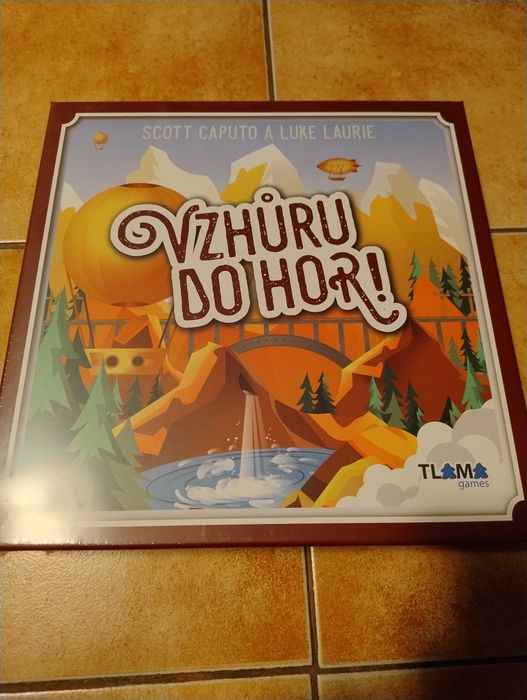 SCOTT CAPUTO A LUKE LAURIE
VZHŮRU
DO HOR!
TLAMA
games